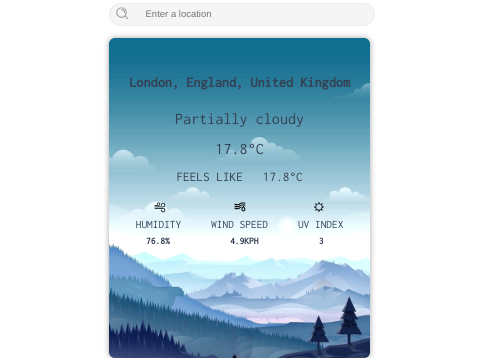 Enter a location
London, England, United Kingdom
Partially cloudy
17.8°C
FEELS LIKE 17.8°C
HUMIDITY WIND SPEED UV INDEX
76.8% 4.9KPH 3